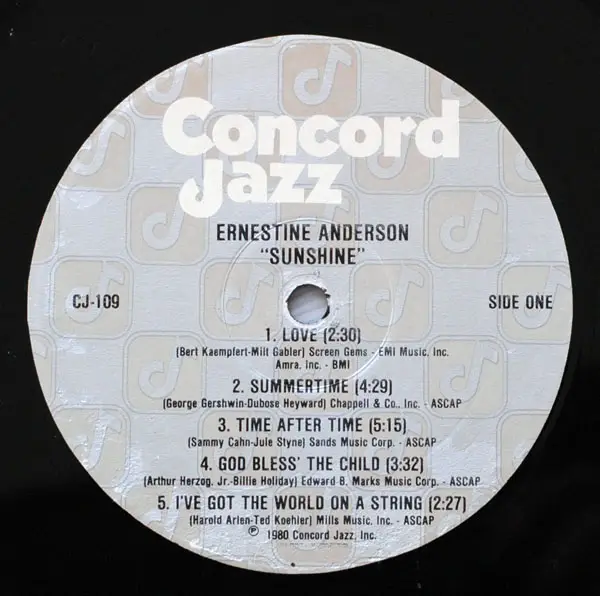 Concord
Jazz
ERNESTINE ANDERSON
"SUNSHINE"
CJ-109
SIDE ONE
1. LOVE (2:30)
(Bert Kaempfert-Milt Gabler) Screen Gems - EMI Music, Inc.
Amra, Inc. - BMI
2. SUMMERTIME (4:29)
(George Gershwin-Dubose Heyward) Chappell & Co., Inc. - ASCAP
3. TIME AFTER TIME (5:15)
(Sammy Cahn-Jule Styne) Sands Music Corp. - ASCAP
4. GOD BLESS' THE CHILD (3:32)
(Arthur Herzog, Jr.-Billie Holiday) Edward B. Marks Music Corp. - ASCAP
5. I'VE GOT THE WORLD ON A STRING (2:27)
(Harold Arlen-Ted Koehler) Mills Music, Inc. - ASCAP
℗ 1980 Concord Jazz, Inc.